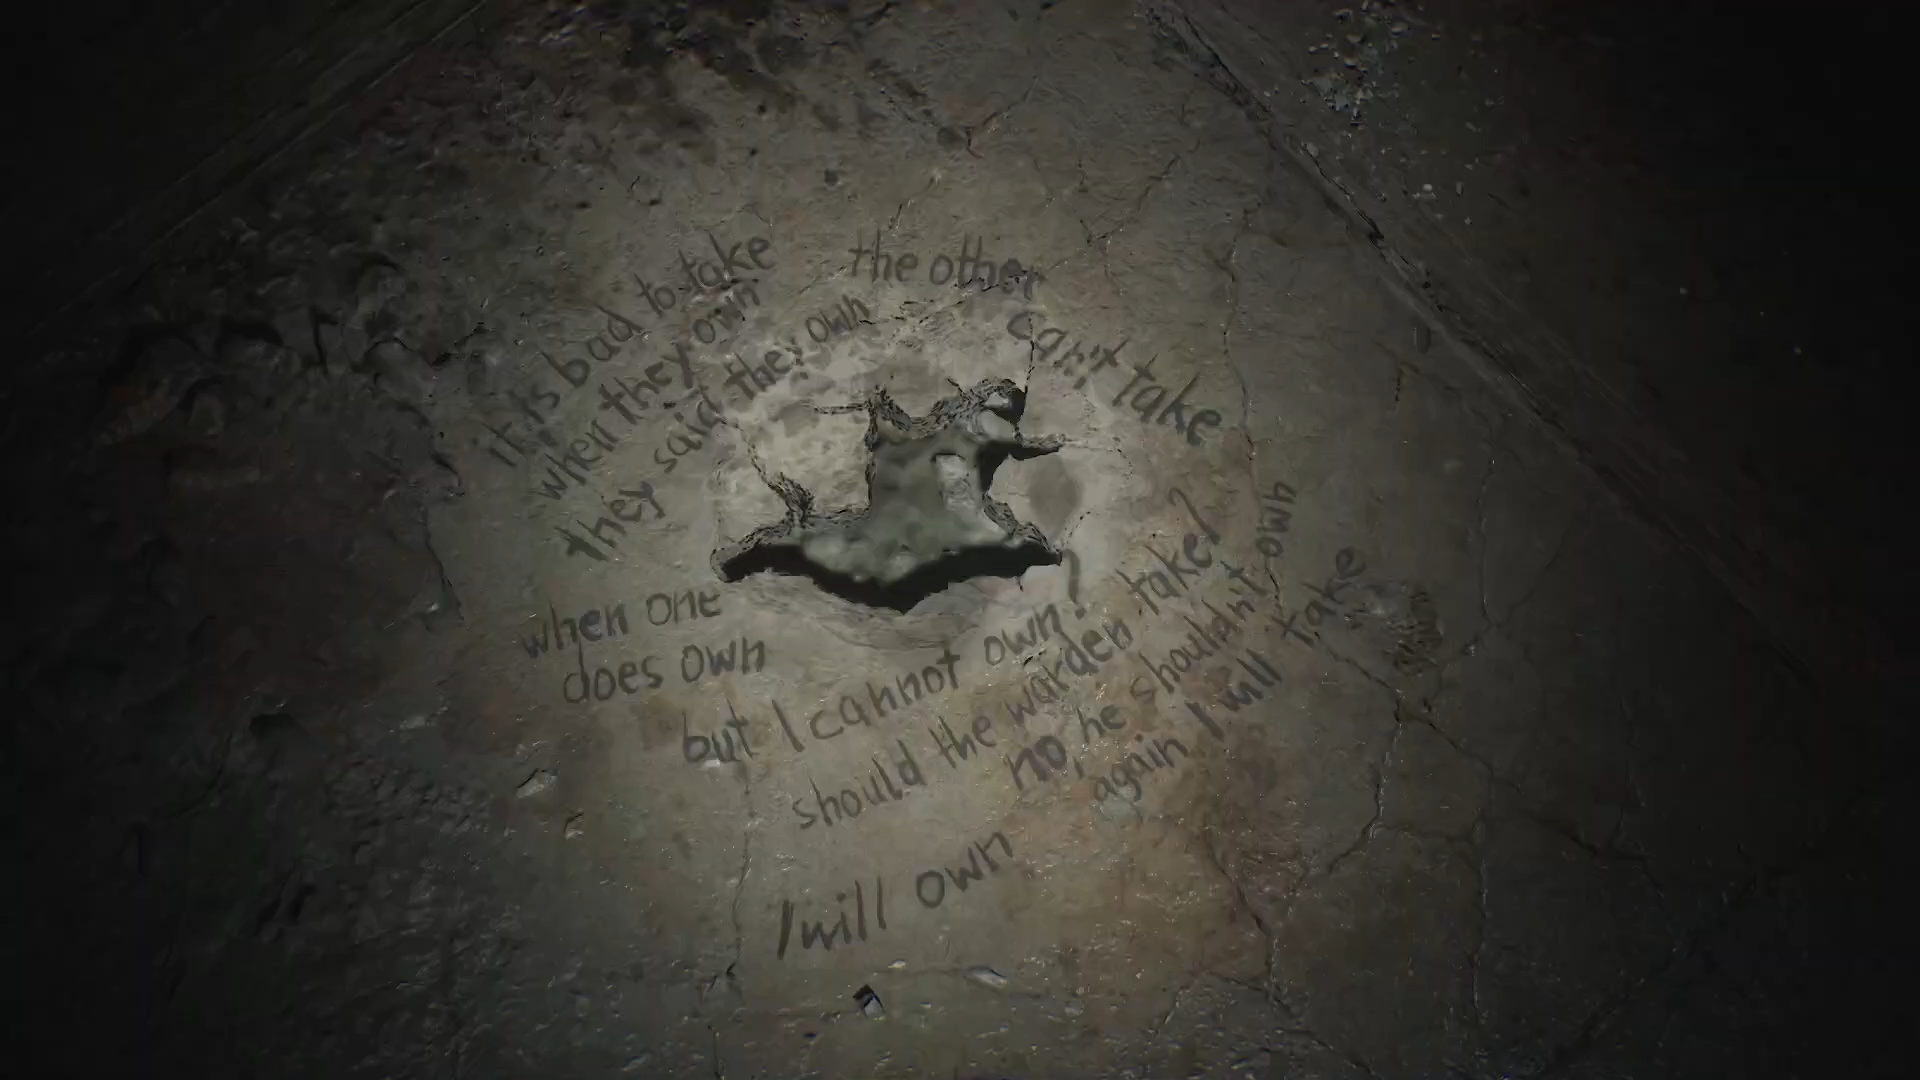 it is bad to take
when they own
they said they own
the other
can't take
when one
does own
but I cannot own?
should the warden take?
no, he shouldn't own
again I will take
I will own